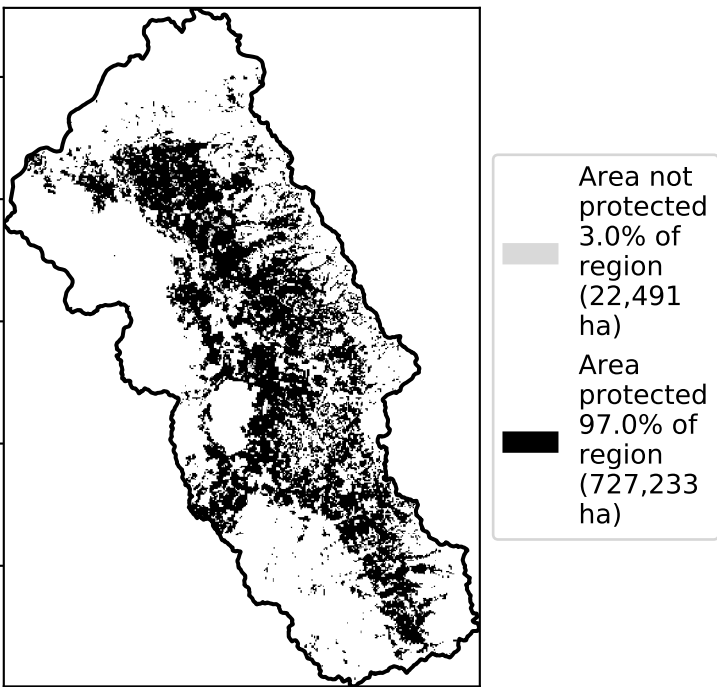 Area not
protected
3.0% of
region
(22,491
ha)
Area
protected
97.0% of
region
(727,233
ha)